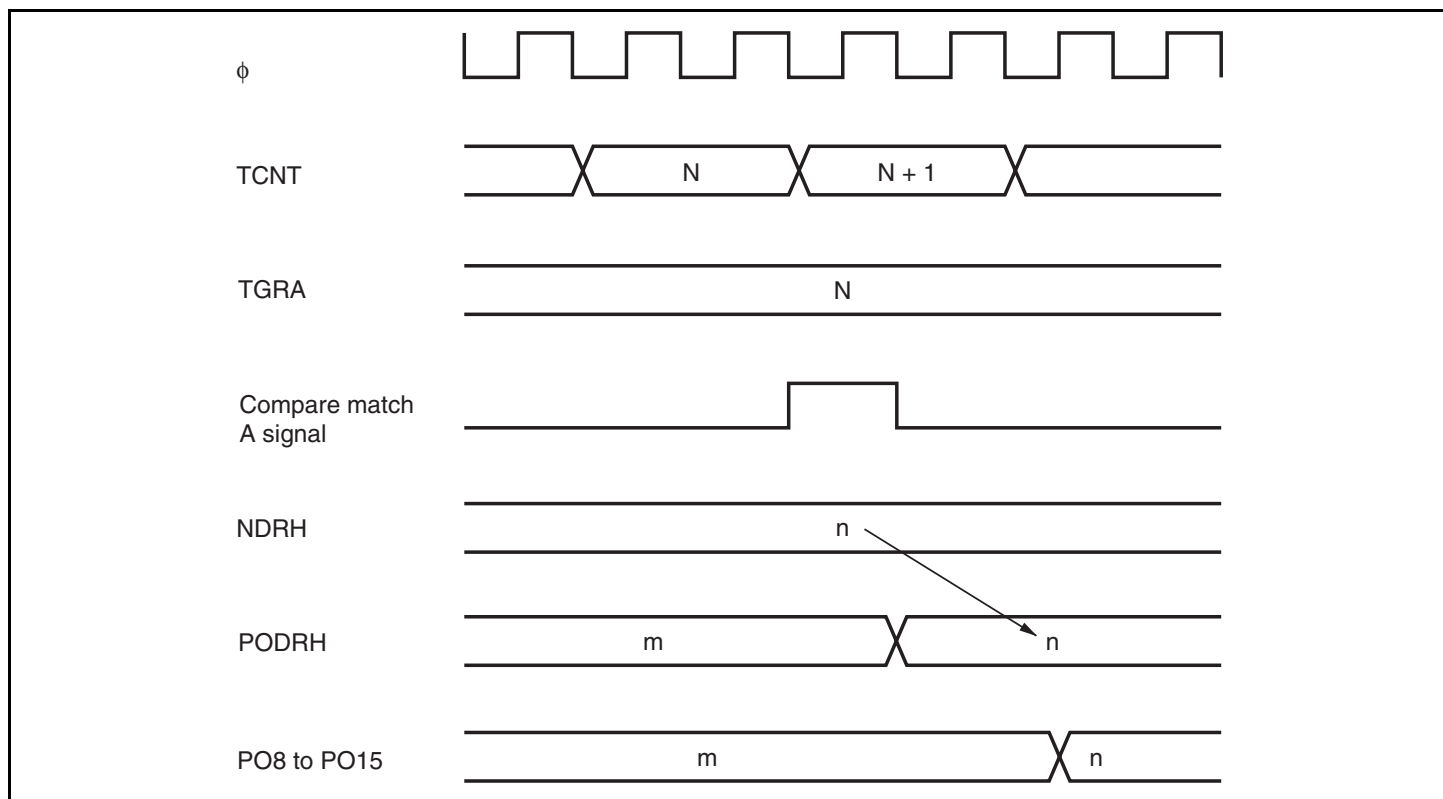 ϕ
TCNT
N
N + 1
TGRA
N
Compare match
A signal
NDRH
n
PODRH
m
n
PO8 to PO15
m
n